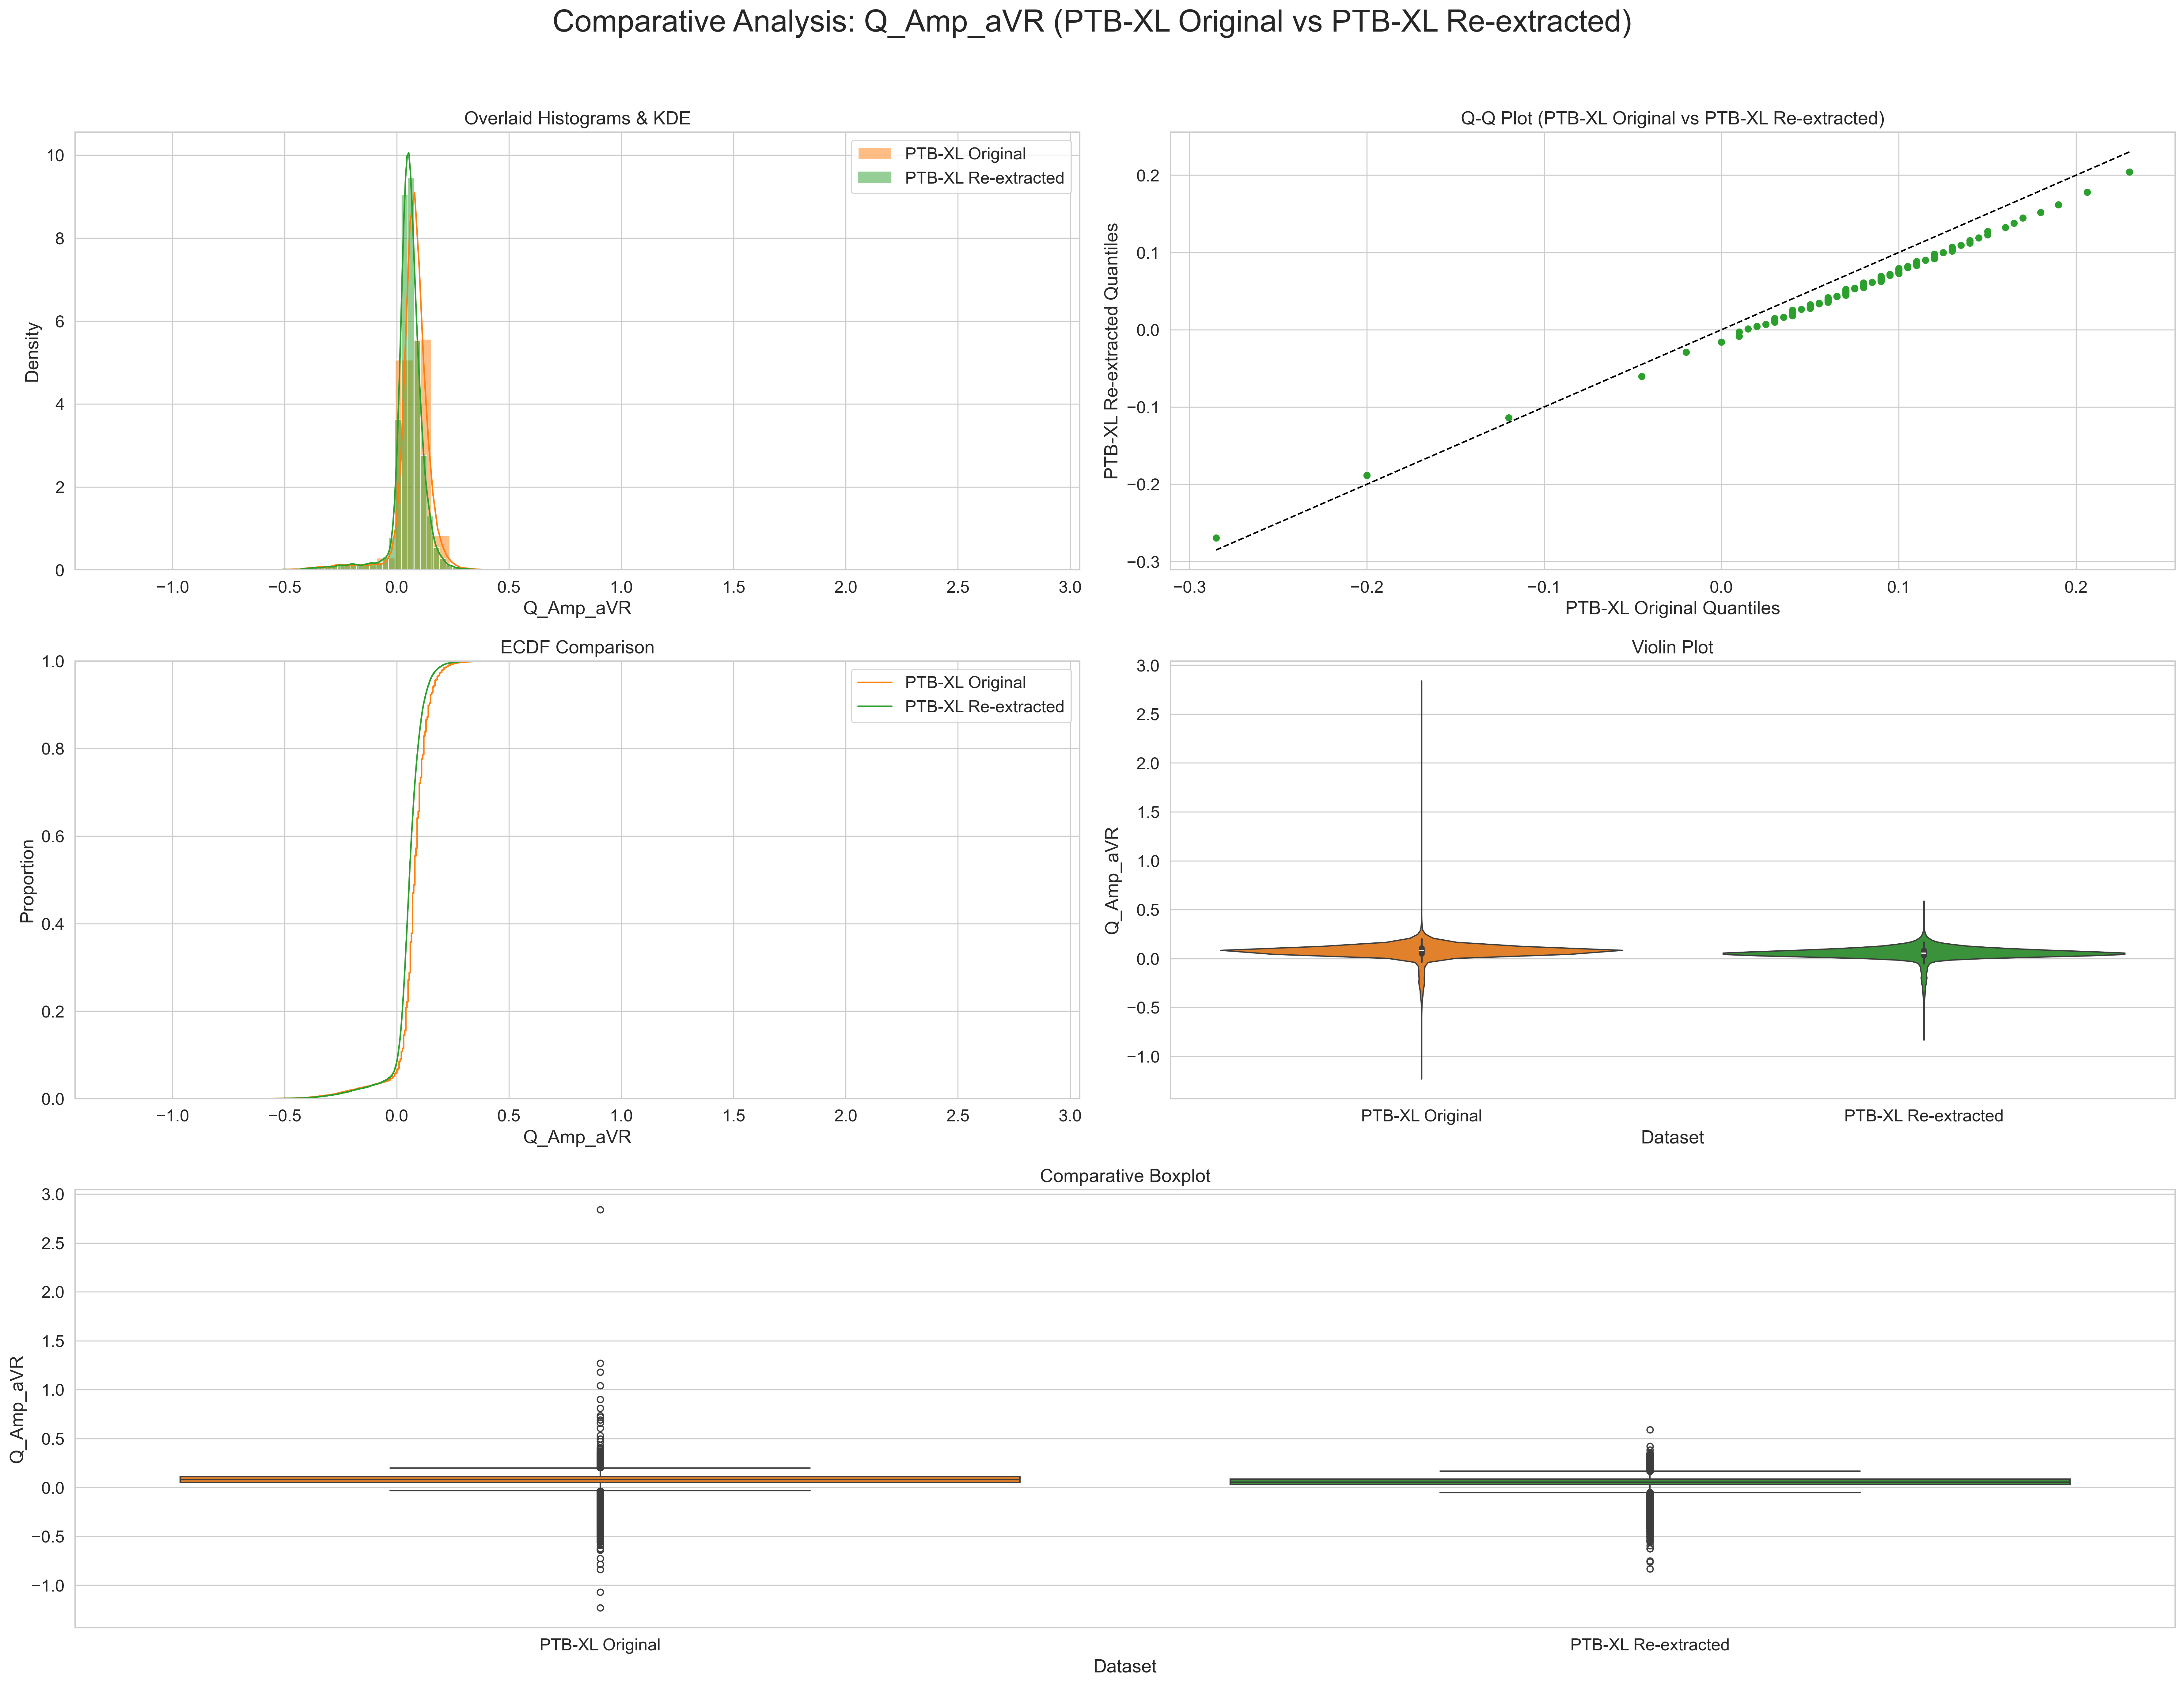 Comparative Analysis: Q_Amp_aVR (PTB-XL Original vs PTB-XL Re-extracted)
Overlaid Histograms & KDE
PTB-XL Original
PTB-XL Re-extracted
Density
10
8
6
4
2
0
−1.0 −0.5 0.0 0.5 1.0 1.5 2.0 2.5 3.0
Q_Amp_aVR
Q-Q Plot (PTB-XL Original vs PTB-XL Re-extracted)
PTB-XL Re-extracted Quantiles
0.2
0.1
0.0
−0.1
−0.2
−0.3
−0.3 −0.2 −0.1 0.0 0.1 0.2
PTB-XL Original Quantiles
ECDF Comparison
PTB-XL Original
PTB-XL Re-extracted
Proportion
1.0
0.8
0.6
0.4
0.2
0.0
−1.0 −0.5 0.0 0.5 1.0 1.5 2.0 2.5 3.0
Q_Amp_aVR
Violin Plot
Q_Amp_aVR
3.0
2.5
2.0
1.5
1.0
0.5
0.0
−0.5
−1.0
PTB-XL Original PTB-XL Re-extracted
Dataset
Comparative Boxplot
Q_Amp_aVR
3.0
2.5
2.0
1.5
1.0
0.5
0.0
−0.5
−1.0
PTB-XL Original PTB-XL Re-extracted
Dataset